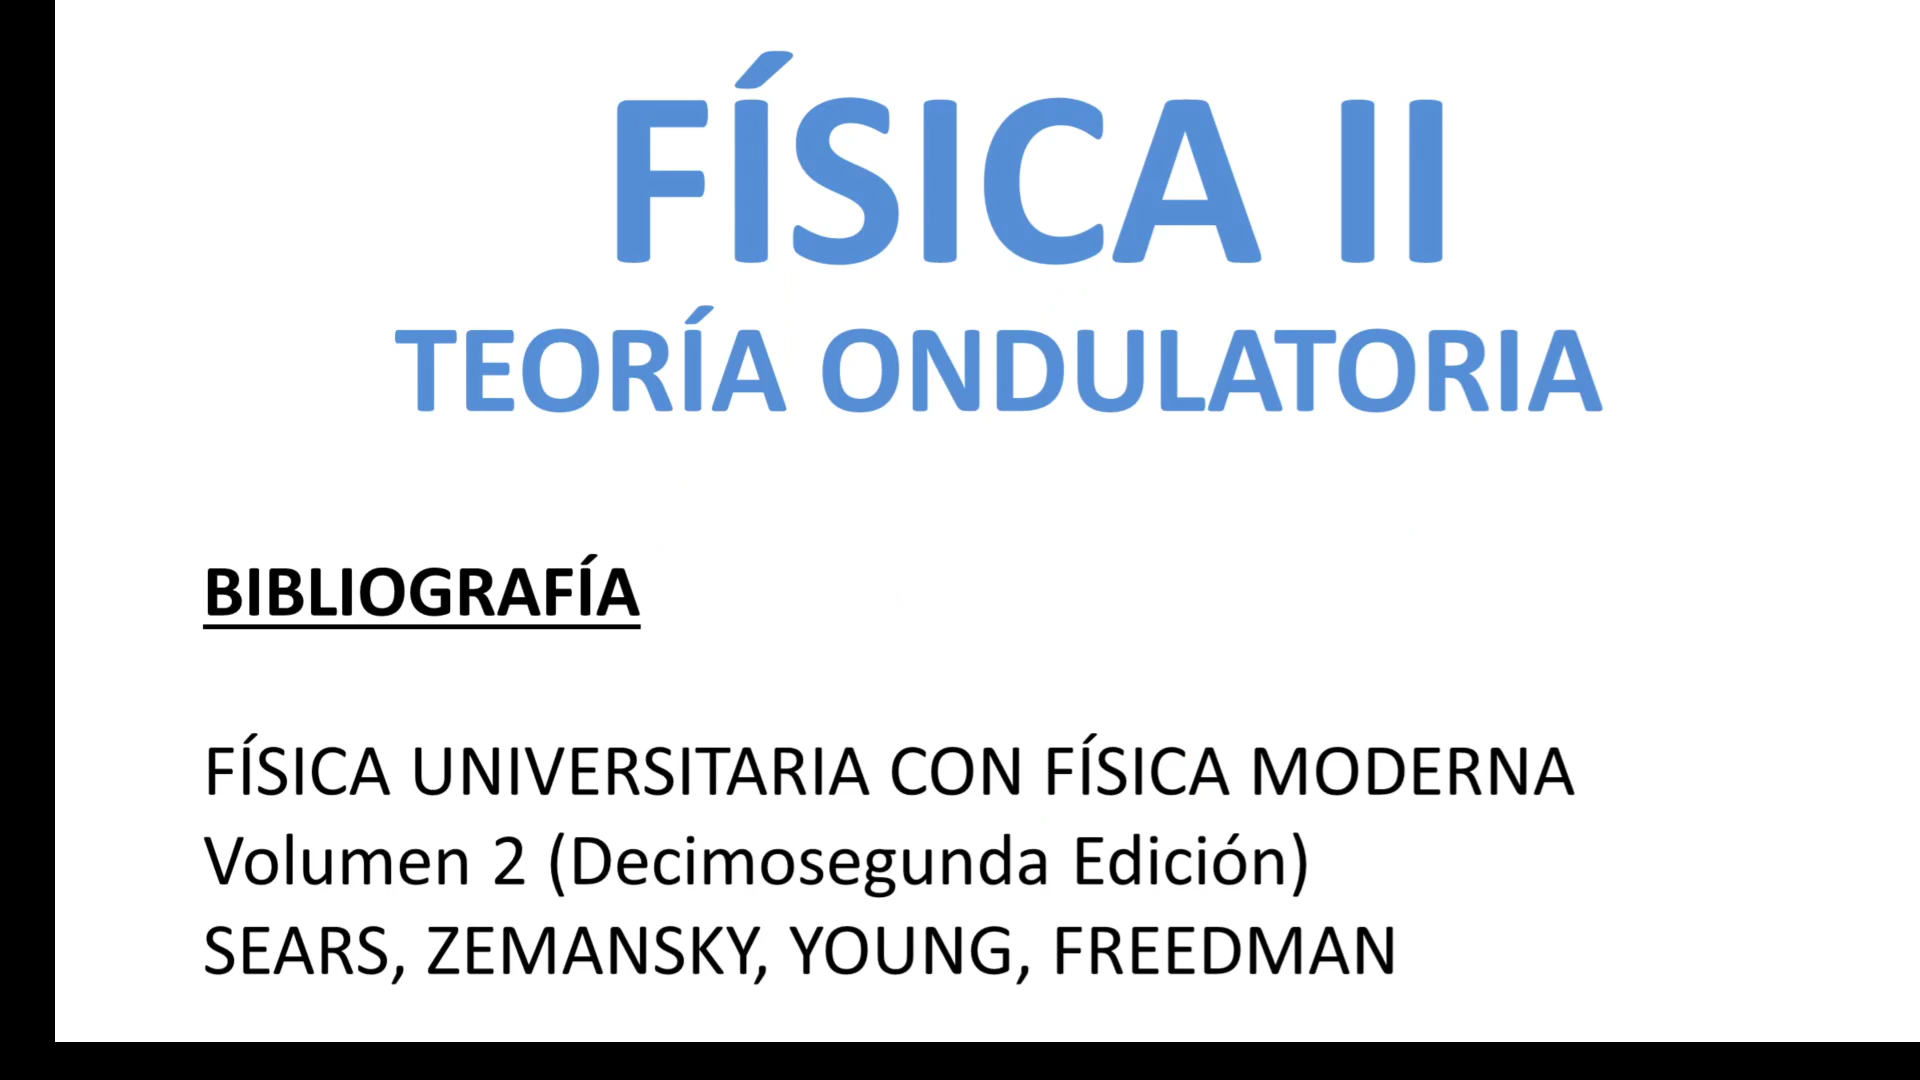 FÍSICA II
TEORÍA ONDULATORIA
BIBLIOGRAFÍA
FÍSICA UNIVERSITARIA CON FÍSICA MODERNA
Volumen 2 (Decimosegunda Edición)
SEARS, ZEMANSKY, YOUNG, FREEDMAN